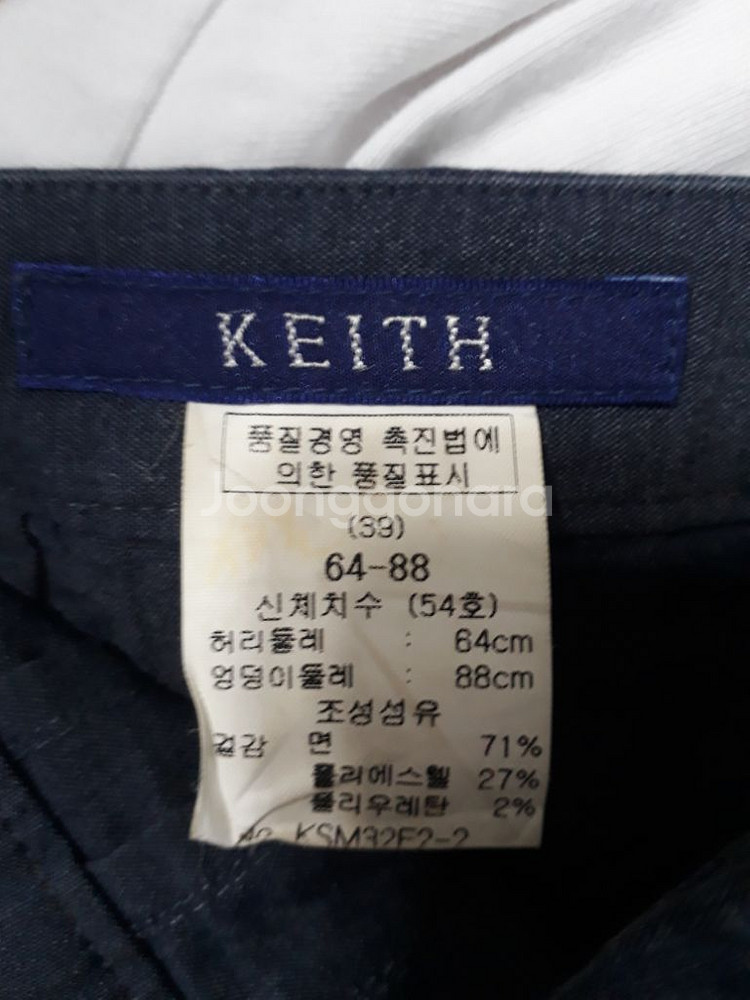 KEITH
품질경영 촉진법에
의한 품질표시
Joonggonara
(39)
64-88
신체치수 (54호)
허리둘레 : 64cm
엉덩이둘레 : 88cm
조성섬유
겉감 면 71%
폴리에스텔 27%
폴리우레탄 2%
KSM32F2-2